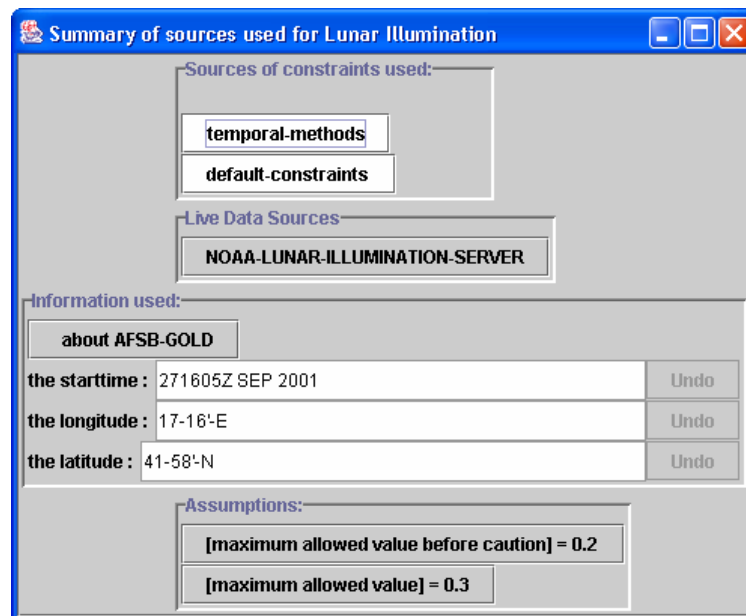 Summary of sources used for Lunar Illumination
Sources of constraints used:
temporal-methods
default-constraints
Live Data Sources
NOAA-LUNAR-ILLUMINATION-SERVER
Information used:
about AFSB-GOLD
the starttime : 271605Z SEP 2001 Undo
the longitude : 17-16'-E Undo
the latitude : 41-58'-N Undo
Assumptions:
[maximum allowed value before caution] = 0.2
[maximum allowed value] = 0.3